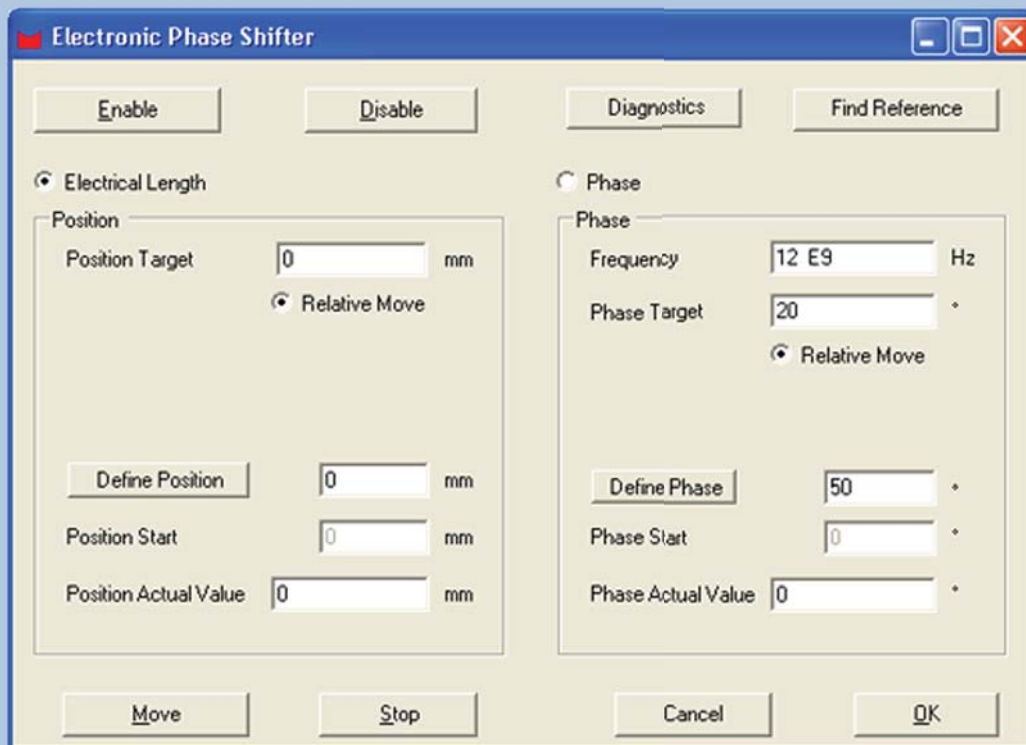 Electronic Phase Shifter
Enable Disable Diagnostics Find Reference
Electrical Length
Position
Position Target 0 mm
Relative Move
Define Position 0 mm
Position Start 0 mm
Position Actual Value 0 mm
Phase
Phase
Frequency 12 E9 Hz
Phase Target 20 °
Relative Move
Define Phase 50 °
Phase Start 0 °
Phase Actual Value 0 °
Move Stop Cancel OK